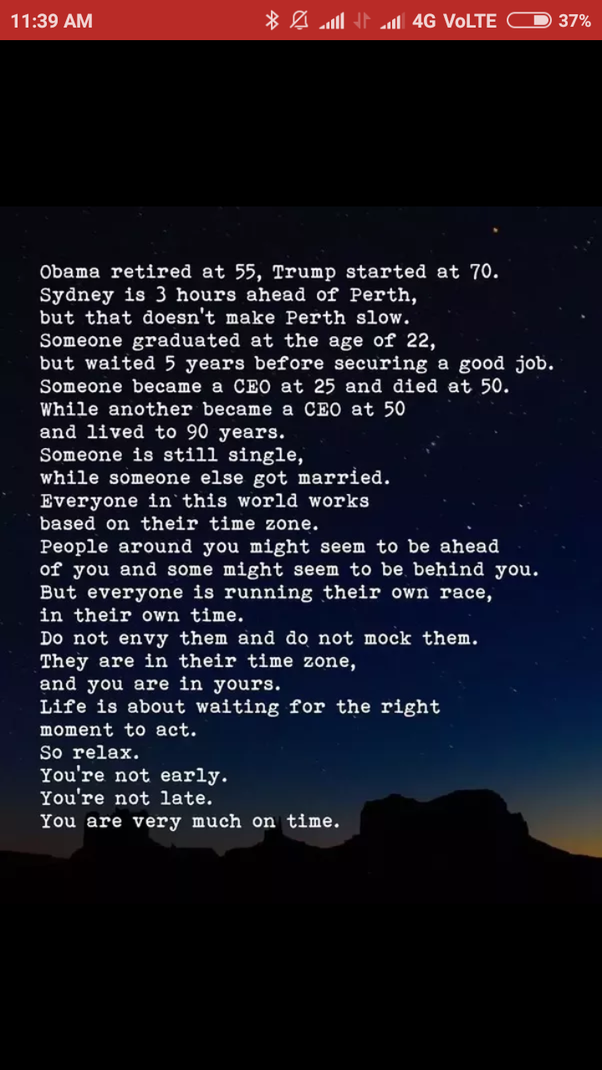 11:39 AM 4G VoLTE 37%
Obama retired at 55, Trump started at 70.
Sydney is 3 hours ahead of Perth,
but that doesn't make Perth slow.
Someone graduated at the age of 22,
but waited 5 years before securing a good job.
Someone became a CEO at 25 and died at 50.
While another became a CEO at 50
and lived to 90 years.
Someone is still single,
while someone else got married.
Everyone in this world works
based on their time zone.
People around you might seem to be ahead
of you and some might seem to be behind you.
But everyone is running their own race,
in their own time.
Do not envy them and do not mock them.
They are in their time zone,
and you are in yours.
Life is about waiting for the right
moment to act.
So relax.
You're not early.
You're not late.
You are very much on time.